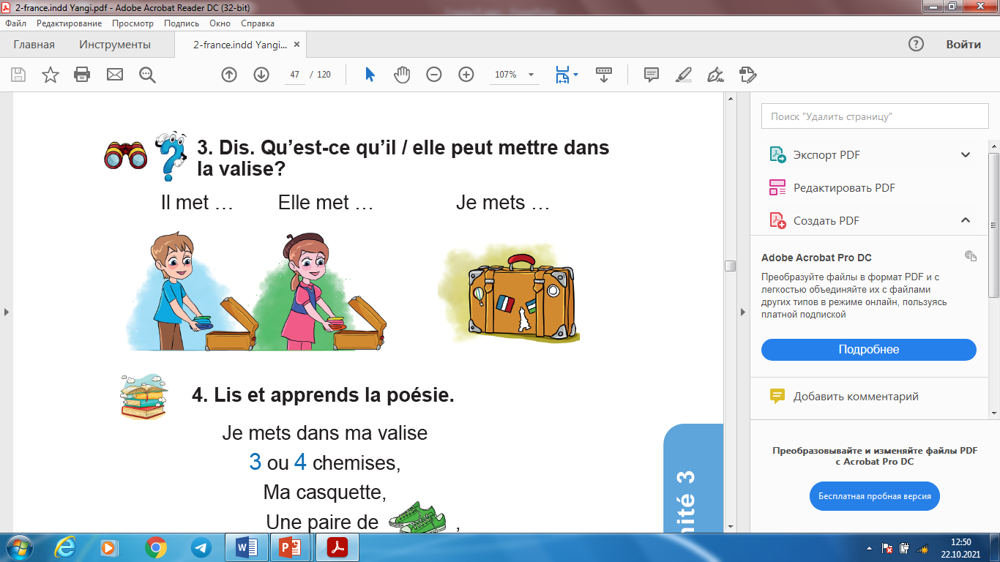 2-france.indd Yangi.pdf - Adobe Acrobat Reader DC (32-bit)
Файл Редактирование Просмотр Подпись Окно Справка
Главная Инструменты 2-france.indd Yangi... × Войти
47 / 120 107%
3. Dis. Qu’est-ce qu’il / elle peut mettre dans
la valise?
Il met … Elle met … Je mets …
4. Lis et apprends la poésie.
Je mets dans ma valise
3 ou 4 chemises,
Ma casquette,
Une paire de ,
nité 3
Поиск "Удалить страницу"
Экспорт PDF
Редактировать PDF
Создать PDF
Adobe Acrobat Pro DC
Преобразуйте файлы в формат PDF и с
легкостью объединяйте их с файлами
других типов в режиме онлайн, пользуясь
платной подпиской
Подробнее
Добавить комментарий
Преобразовывайте и изменяйте файлы PDF
с Acrobat Pro DC
Бесплатная пробная версия
12:50
22.10.2021